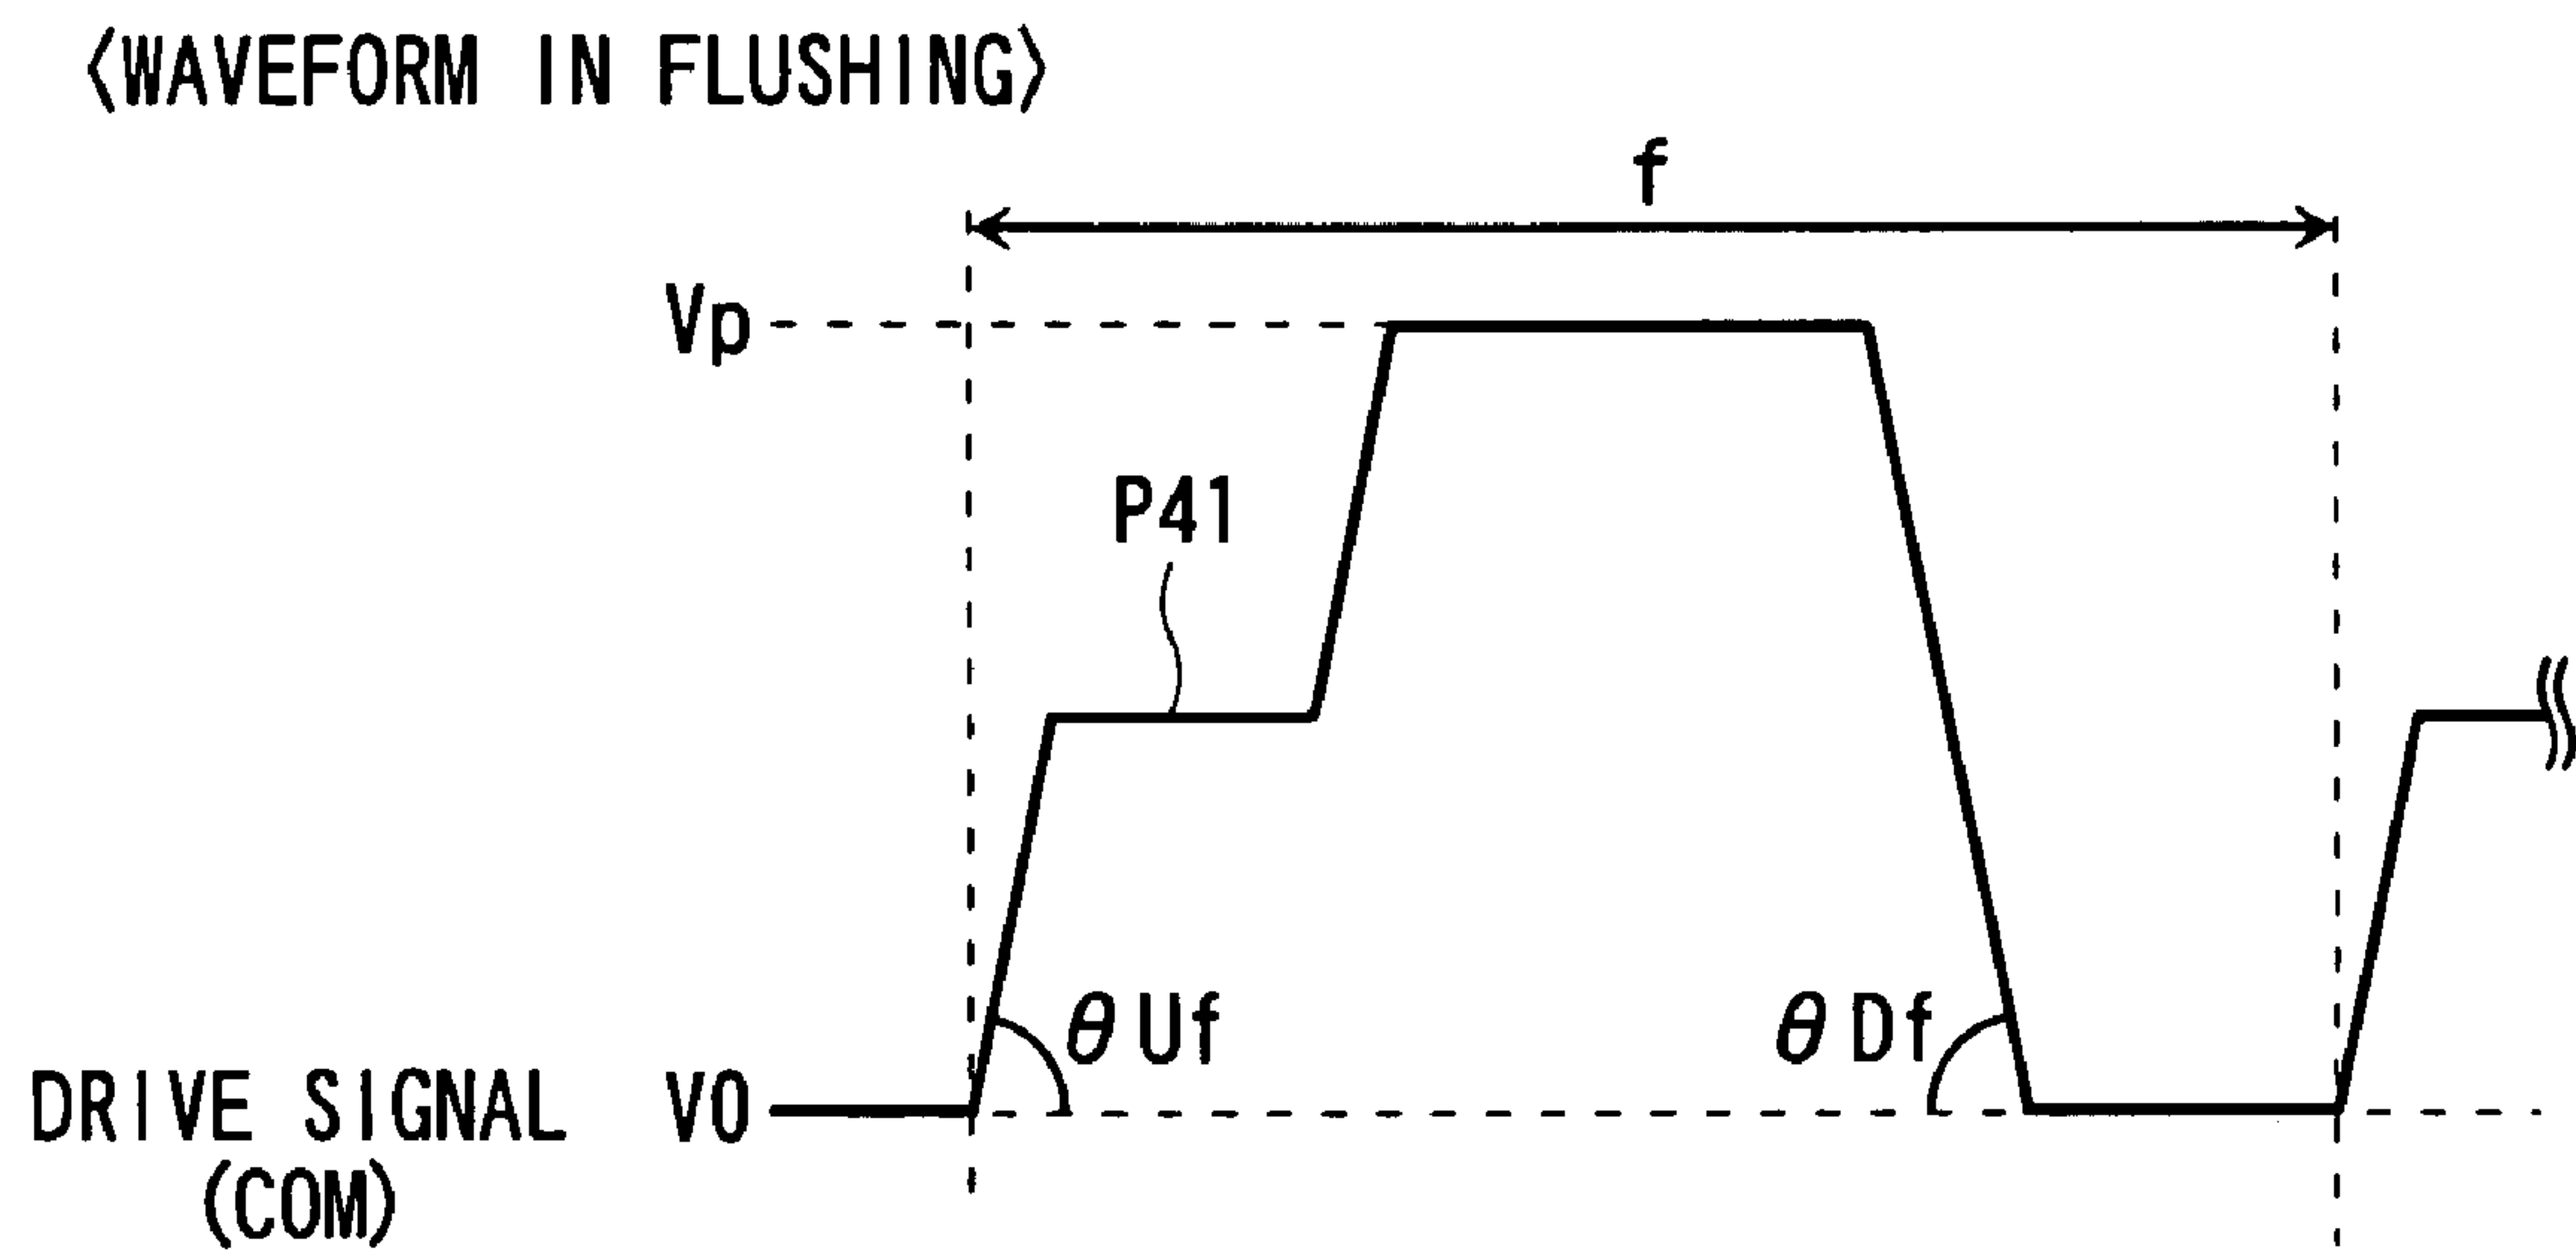 〈WAVEFORM IN FLUSHING〉
f
Vp
P41
θUf
θDf
DRIVE SIGNAL
(COM)
V0